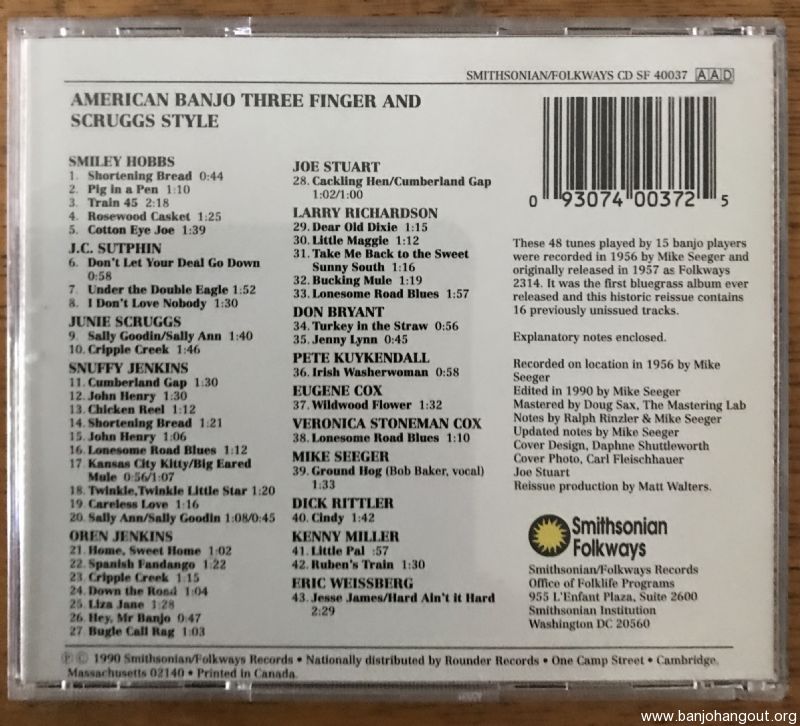 SMITHSONIAN/FOLKWAYS CD SF 40037 AAD
AMERICAN BANJO THREE FINGER AND
SCRUGGS STYLE
SMILEY HOBBS
1. Shortening Bread 0:44
2. Pig in a Pen 1:10
3. Train 45 2:18
4. Rosewood Casket 1:25
5. Cotton Eye Joe 1:39
J.C. SUTPHIN
6. Don't Let Your Deal Go Down
0:58
7. Under the Double Eagle 1:52
8. I Don't Love Nobody 1:30
JUNIE SCRUGGS
9. Sally Goodin/Sally Ann 1:40
10. Cripple Creek 1:46
SNUFFY JENKINS
11. Cumberland Gap 1:30
12. John Henry 1:30
13. Chicken Reel 1:12
14. Shortening Bread 1:21
15. John Henry 1:06
16. Lonesome Road Blues 1:12
17 Kansas City Kitty/Big Eared
Mule 0:56/1:07
18. Twinkle,Twinkle Little Star 1:20
19 Careless Love 1:16
20. Sally Ann/Sally Goodin 1:08/0:45
OREN JENKINS
21. Home, Sweet Home 1:02
22. Spanish Fandango 1:22
23 Cripple Creek 1:15
24. Down the Road 1:04
25. Liza Jane 1:28
26. Hey, Mr Banjo 0:47
27 Bugle Call Rag 1:03
JOE STUART
28. Cackling Hen/Cumberland Gap
1:02/1:00
LARRY RICHARDSON
29. Dear Old Dixie 1:15
30. Little Maggie 1:12
31. Take Me Back to the Sweet
Sunny South 1:16
32. Bucking Mule 1:19
33. Lonesome Road Blues 1:57
DON BRYANT
34. Turkey in the Straw 0:56
35. Jenny Lynn 0:45
PETE KUYKENDALL
36. Irish Washerwoman 0:58
EUGENE COX
37. Wildwood Flower 1:32
VERONICA STONEMAN COX
38. Lonesome Road Blues 1:10
MIKE SEEGER
39. Ground Hog (Bob Baker, vocal)
1:33
DICK RITTLER
40. Cindy 1:42
KENNY MILLER
41. Little Pal :57
42. Ruben's Train 1:30
ERIC WEISSBERG
43. Jesse James/Hard Ain't it Hard
2:29
0 93074 00372 5
These 48 tunes played by 15 banjo players
were recorded in 1956 by Mike Seeger and
originally released in 1957 as Folkways
2314. It was the first bluegrass album ever
released and this historic reissue contains
16 previously unissued tracks.
Explanatory notes enclosed.
Recorded on location in 1956 by Mike
Seeger
Edited in 1990 by Mike Seeger
Mastered by Doug Sax, The Mastering Lab
Notes by Ralph Rinzler & Mike Seeger
Updated notes by Mike Seeger
Cover Design, Daphne Shuttleworth
Cover Photo, Carl Fleischhauer
Joe Stuart
Reissue production by Matt Walters.
Smithsonian
Folkways
Smithsonian/Folkways Records
Office of Folklife Programs
955 L'Enfant Plaza, Suite 2600
Smithsonian Institution
Washington DC 20560
℗ © 1990 Smithsonian/Folkways Records • Nationally distributed by Rounder Records • One Camp Street • Cambridge,
Massachusetts 02140 • Printed in Canada.
www.banjohangout.org